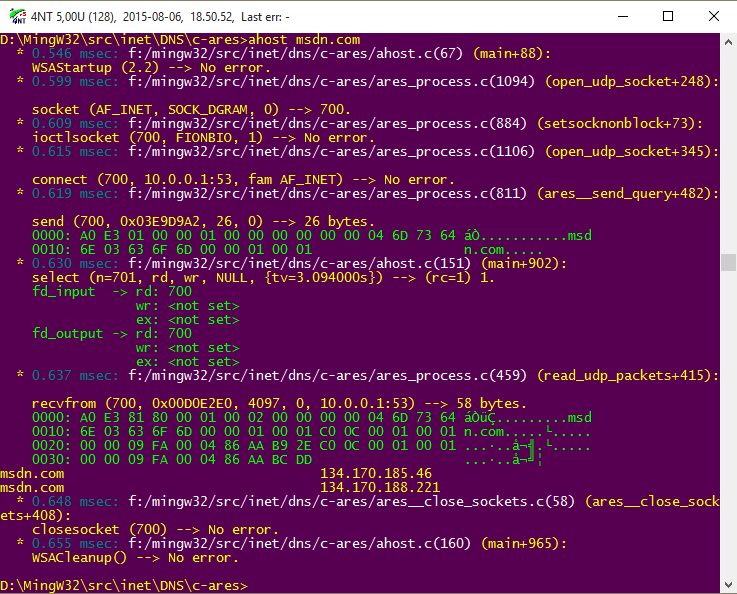 4NT 5,00U (128), 2015-08-06, 18.50.52, Last err: -
D:\MingW32\src\inet\DNS\c-ares>ahost msdn.com
* 0.546 msec: f:/mingw32/src/inet/dns/c-ares/ahost.c(67) (main+88):
WSAStartup (2.2) --> No error.
* 0.599 msec: f:/mingw32/src/inet/dns/c-ares/ares_process.c(1094) (open_udp_socket+248):
socket (AF_INET, SOCK_DGRAM, 0) --> 700.
* 0.609 msec: f:/mingw32/src/inet/dns/c-ares/ares_process.c(884) (setsocknonblock+73):
ioctlsocket (700, FIONBIO, 1) --> No error.
* 0.615 msec: f:/mingw32/src/inet/dns/c-ares/ares_process.c(1106) (open_udp_socket+345):
connect (700, 10.0.0.1:53, fam AF_INET) --> No error.
* 0.619 msec: f:/mingw32/src/inet/dns/c-ares/ares_process.c(811) (ares__send_query+482):
send (700, 0x03E9D9A2, 26, 0) --> 26 bytes.
0000: A0 E3 01 00 00 01 00 00 00 00 00 00 04 6D 73 64 áÒ...........msd
0010: 6E 03 63 6F 6D 00 00 01 00 01 n.com.....
* 0.630 msec: f:/mingw32/src/inet/dns/c-ares/ahost.c(151) (main+902):
select (n=701, rd, wr, NULL, {tv=3.094000s}) --> (rc=1) 1.
fd_input -> rd: 700
wr: <not set>
ex: <not set>
fd_output -> rd: 700
wr: <not set>
ex: <not set>
* 0.637 msec: f:/mingw32/src/inet/dns/c-ares/ares_process.c(459) (read_udp_packets+415):
recvfrom (700, 0x00D0E2E0, 4097, 0, 10.0.0.1:53) --> 58 bytes.
0000: A0 E3 81 80 00 01 00 02 00 00 00 00 04 6D 73 64 áÒüÇ.........msd
0010: 6E 03 63 6F 6D 00 00 01 00 01 C0 0C 00 01 00 01 n.com.....└.....
0020: 00 00 09 FA 00 04 86 AA B9 2E C0 0C 00 01 00 01 ...·..å¬╣.└.....
0030: 00 00 09 FA 00 04 86 AA BC DD ...·..å¬╝¦
msdn.com 134.170.185.46
msdn.com 134.170.188.221
* 0.648 msec: f:/mingw32/src/inet/dns/c-ares/ares__close_sockets.c(58) (ares__close_sock
ets+408):
closesocket (700) --> No error.
* 0.655 msec: f:/mingw32/src/inet/dns/c-ares/ahost.c(160) (main+965):
WSACleanup() --> No error.
D:\MingW32\src\inet\DNS\c-ares>